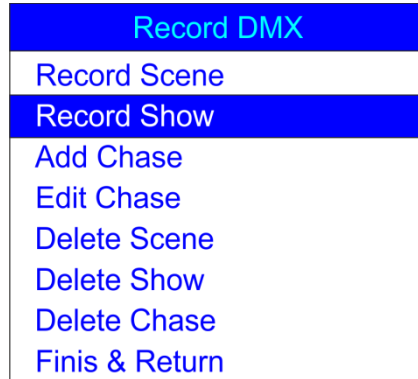 Record DMX
Record Scene
Record Show
Add Chase
Edit Chase
Delete Scene
Delete Show
Delete Chase
Finis & Return